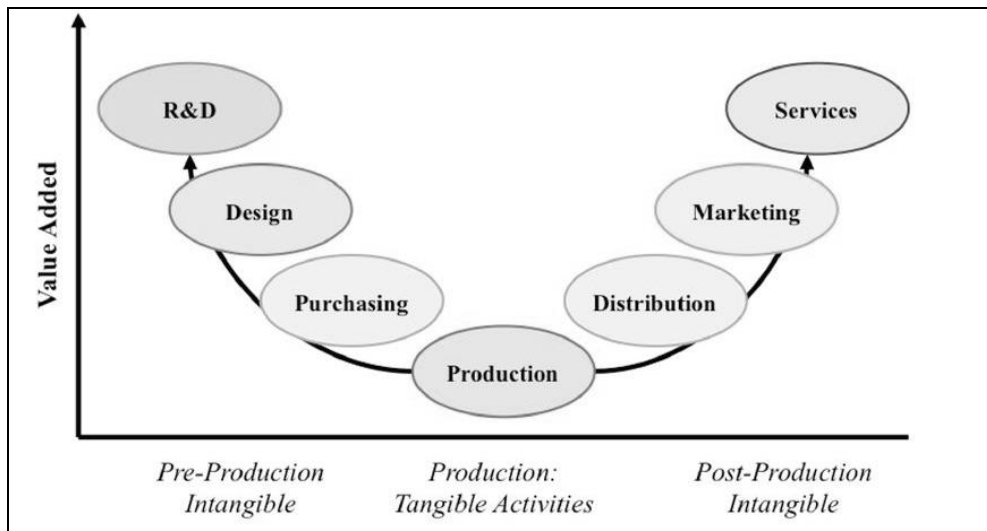 Value Added
R&D
Services
Design
Marketing
Purchasing
Distribution
Production
Pre-Production
Intangible
Production:
Tangible Activities
Post-Production
Intangible